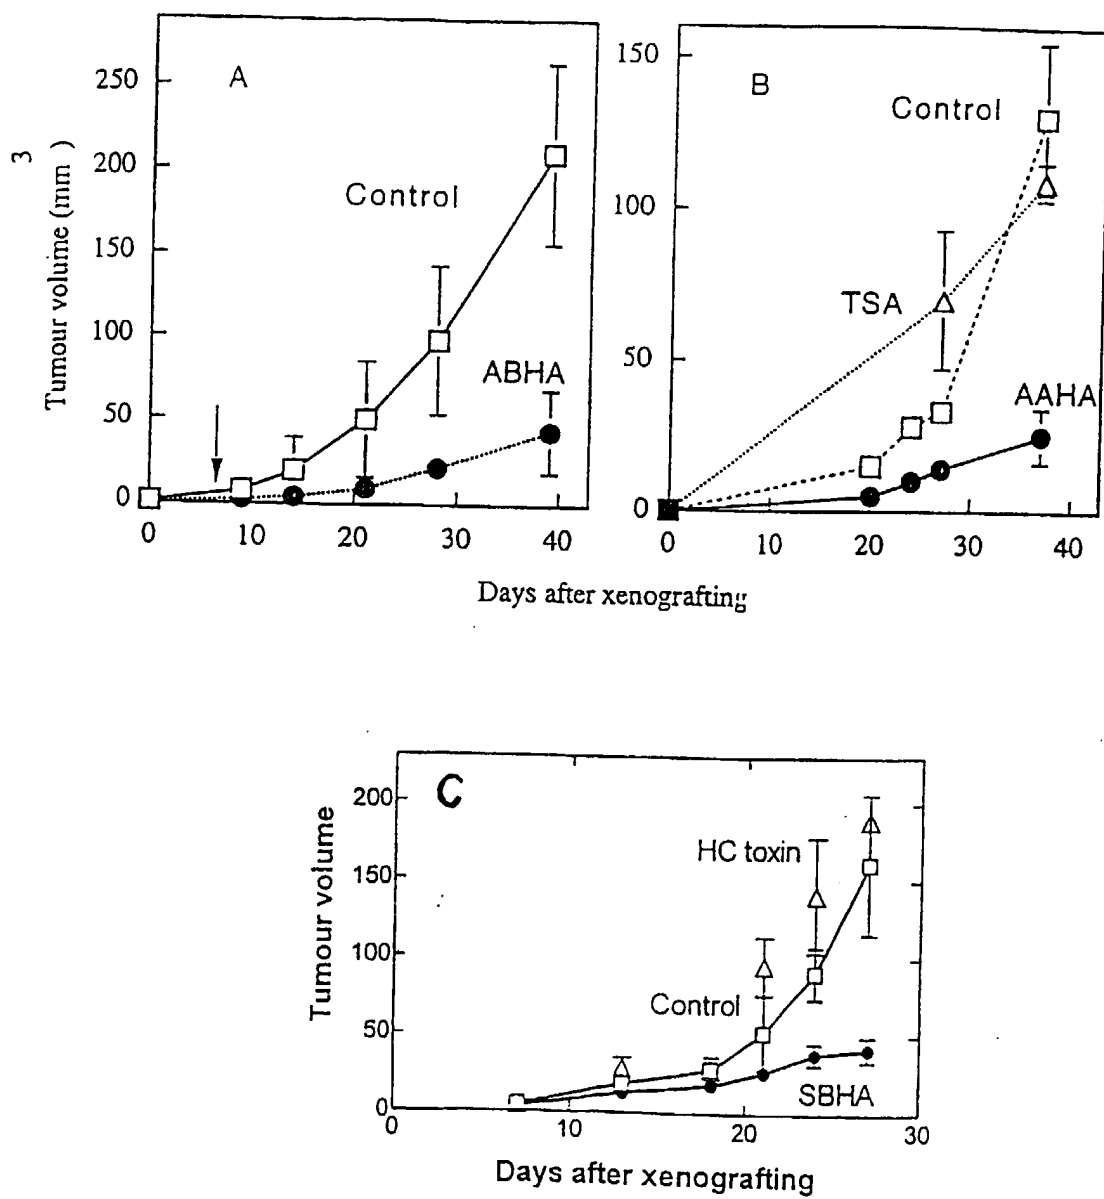 A
250
200
150
100
50
0
Tumour volume (mm 3 )
Control
ABHA
0 10 20 30 40
B
150
100
50
0
Control
TSA
AAHA
0 10 20 30 40
Days after xenografting
C
200
150
100
50
0
Tumour volume
HC toxin
Control
SBHA
0 10 20 30
Days after xenografting